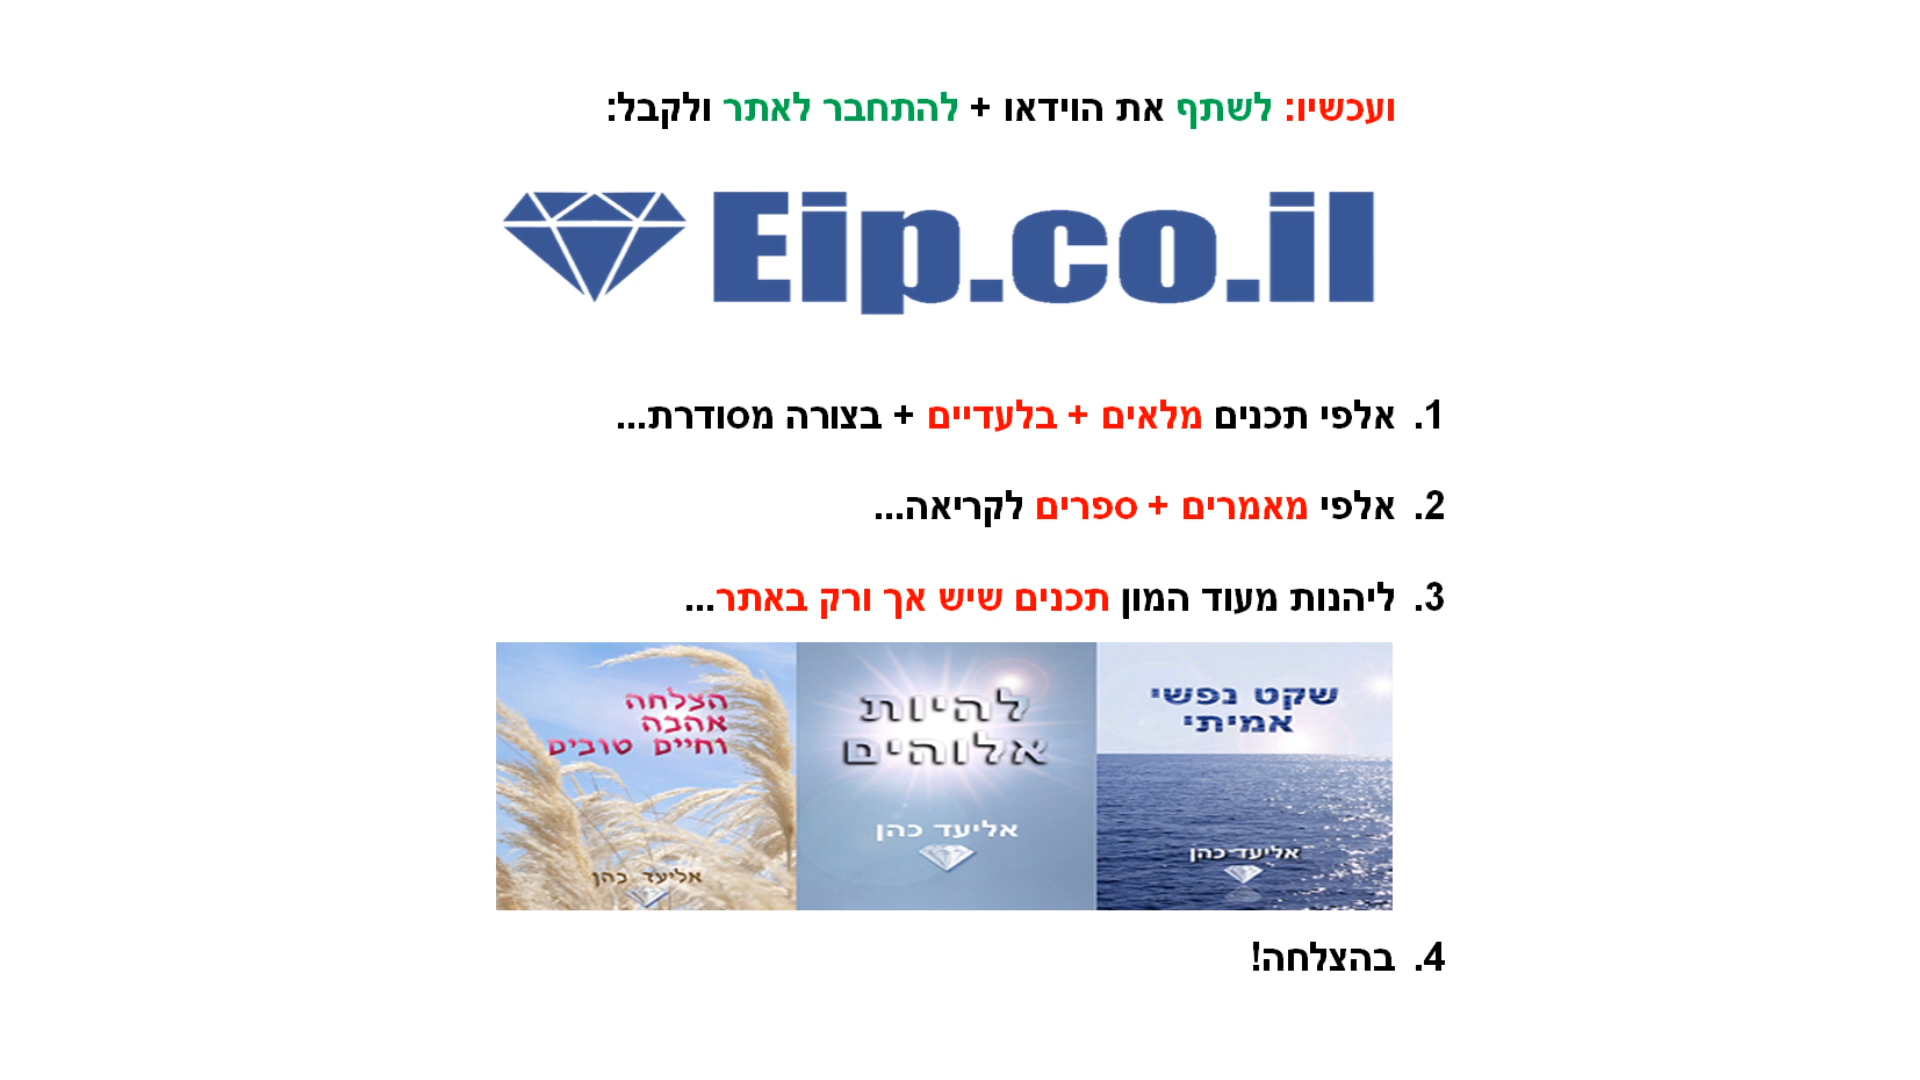 ועכשיו: לשתף את הוידאו + להתחבר לאתר ולקבל:
Eip.co.il
1. אלפי תכנים מלאים + בלעדיים + בצורה מסודרת...
2. אלפי מאמרים + ספרים לקריאה...
3. ליהנות מעוד המון תכנים שיש אך ורק באתר...
שקט נפשי
אמיתי
אליעד כהן
להיות
אלוהים
אליעד כהן
הצלחה
אהבה
וחיים טובים
אליעד כהן
4. בהצלחה!